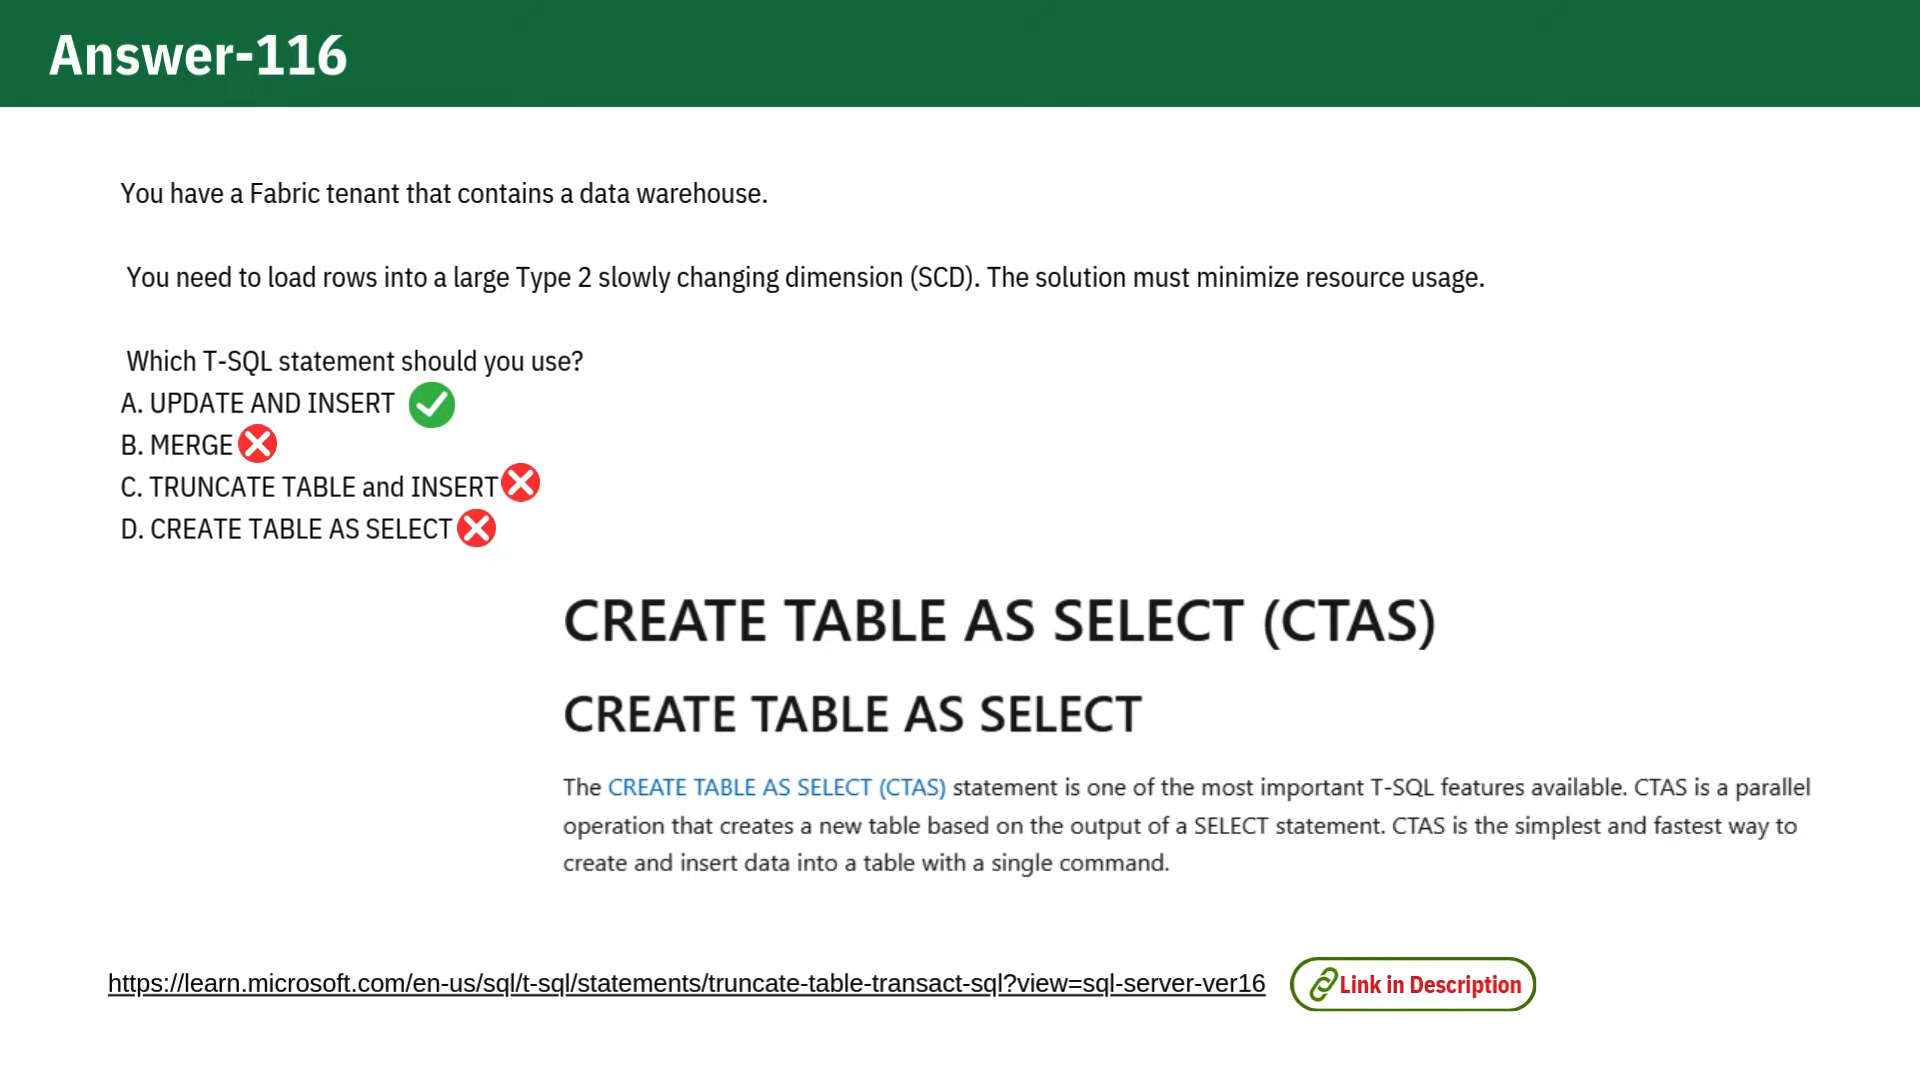 Answer-116
You have a Fabric tenant that contains a data warehouse.
You need to load rows into a large Type 2 slowly changing dimension (SCD). The solution must minimize resource usage.
Which T-SQL statement should you use?
A. UPDATE AND INSERT
B. MERGE
C. TRUNCATE TABLE and INSERT
D. CREATE TABLE AS SELECT
CREATE TABLE AS SELECT (CTAS)
CREATE TABLE AS SELECT
The CREATE TABLE AS SELECT (CTAS) statement is one of the most important T-SQL features available. CTAS is a parallel
operation that creates a new table based on the output of a SELECT statement. CTAS is the simplest and fastest way to
create and insert data into a table with a single command.
https://learn.microsoft.com/en-us/sql/t-sql/statements/truncate-table-transact-sql?view=sql-server-ver16
Link in Description